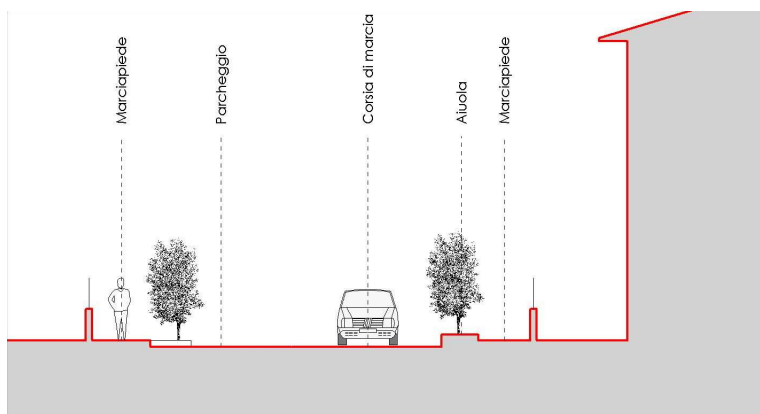 Marciapiede
Parcheggio
Corsia di marcia
Aiuola
Marciapiede